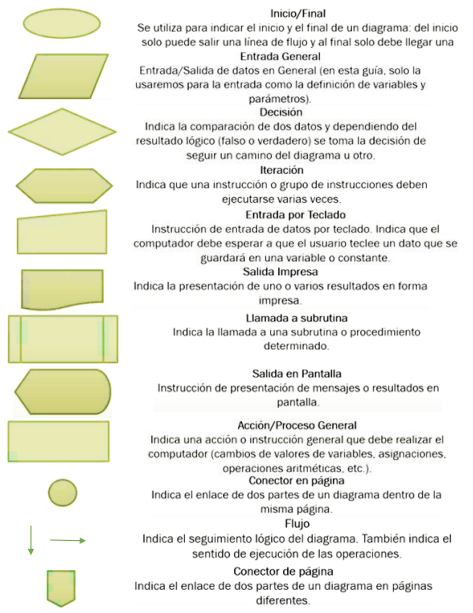 Inicio/Final
Se utiliza para indicar el inicio y el final de un diagrama: del inicio
solo puede salir una línea de flujo y al final solo debe llegar una
Entrada General
Entrada/Salida de datos en General (en esta guía, solo la
usaremos para la entrada como la definición de variables y
parámetros).
Decisión
Indica la comparación de dos datos y dependiendo del
resultado lógico (falso o verdadero) se toma la decisión de
seguir un camino del diagrama u otro.
Iteración
Indica que una instrucción o grupo de instrucciones deben
ejecutarse varias veces.
Entrada por Teclado
Instrucción de entrada de datos por teclado. Indica que el
computador debe esperar a que el usuario teclee un dato que se
guardará en una variable o constante.
Salida Impresa
Indica la presentación de uno o varios resultados en forma
impresa.
Llamada a subrutina
Indica la llamada a una subrutina o procedimiento
determinado.
Salida en Pantalla
Instrucción de presentación de mensajes o resultados en
pantalla.
Acción/Proceso General
Indica una acción o instrucción general que debe realizar el
computador (cambios de valores de variables, asignaciones,
operaciones aritméticas, etc.).
Conector en página
Indica el enlace de dos partes de un diagrama dentro de la
misma página.
Flujo
Indica el seguimiento lógico del diagrama. También indica el
sentido de ejecución de las operaciones.
Conector de página
Indica el enlace de dos partes de un diagrama en páginas
diferentes.